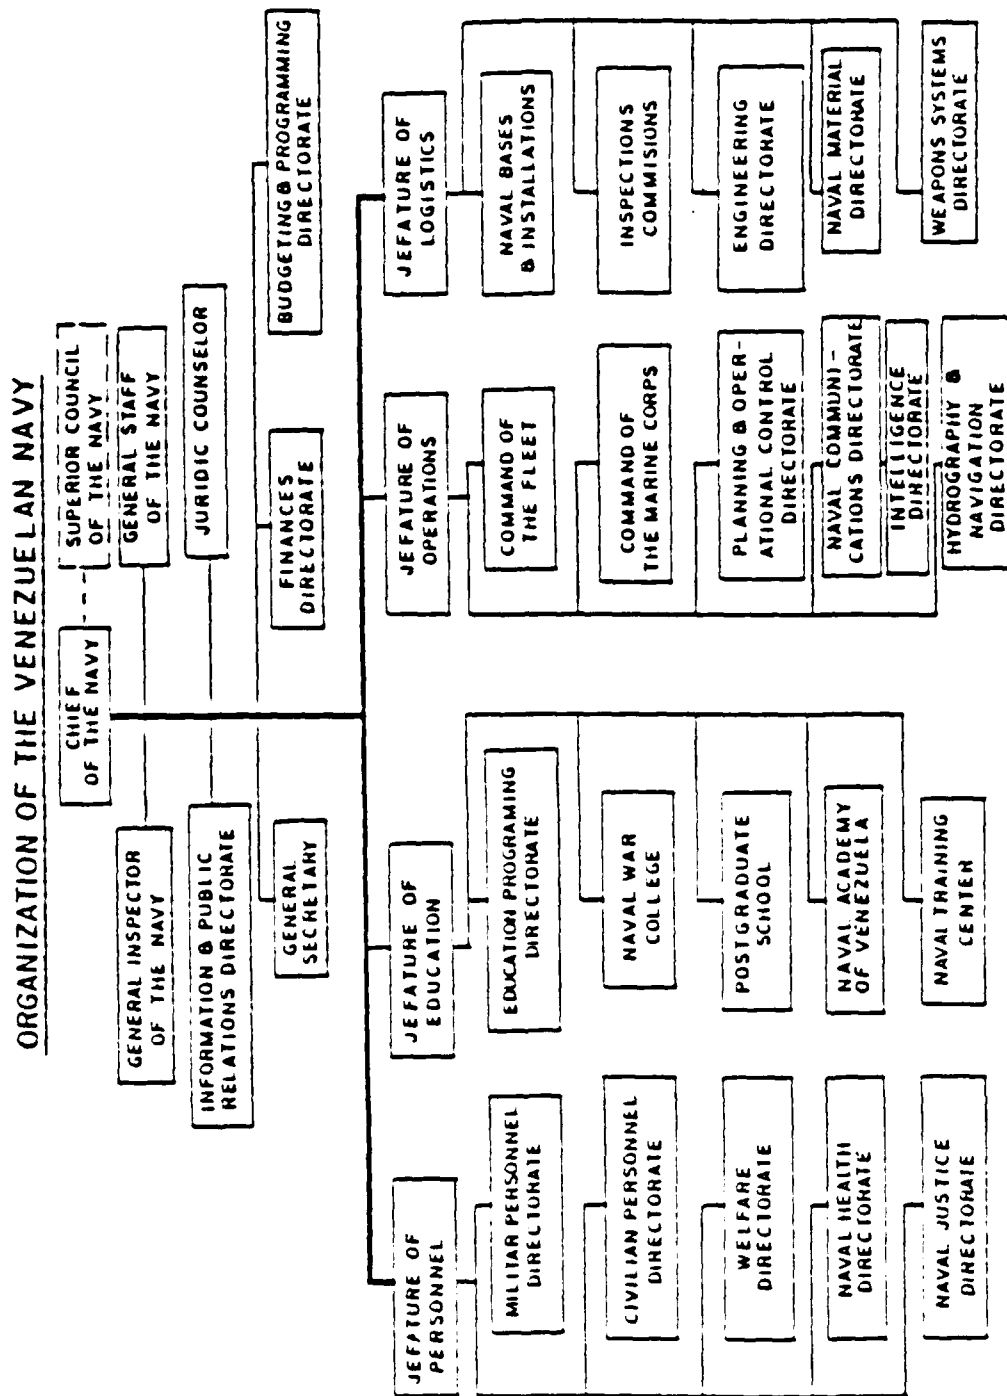 ORGANIZATION OF THE VENEZUELAN NAVY
CHIEF
OF THE NAVY
SUPERIOR COUNCIL
OF THE NAVY
GENERAL INSPECTOR
OF THE NAVY
GENERAL STAFF
OF THE NAVY
INFORMATION & PUBLIC
RELATIONS DIRECTORATE
JURIDIC COUNSELOR
GENERAL
SECRETARY
FINANCES
DIRECTORATE
BUDGETING & PROGRAMMING
DIRECTORATE
JEFATURE OF
PERSONNEL
MILITAR PERSONNEL
DIRECTORATE
CIVILIAN PERSONNEL
DIRECTORATE
WELFARE
DIRECTORATE
NAVAL HEALTH
DIRECTORATE
NAVAL JUSTICE
DIRECTORATE
JEFATURE OF
EDUCATION
EDUCATION PROGRAMING
DIRECTORATE
NAVAL WAR
COLLEGE
POSTGRADUATE
SCHOOL
NAVAL ACADEMY
OF VENEZUELA
NAVAL TRAINING
CENTER
JEFATURE OF
OPERATIONS
COMMAND OF
THE FLEET
COMMAND OF
THE MARINE CORPS
PLANNING & OPER-
ATIONAL CONTROL
DIRECTORATE
NAVAL COMMUNI-
CATIONS DIRECTORATE
INTELLIGENCE
DIRECTORATE
HYDROGRAPHY &
NAVIGATION
DIRECTORATE
JEFATURE OF
LOGISTICS
NAVAL BASES
& INSTALLATIONS
INSPECTIONS
COMMISIONS
ENGINEERING
DIRECTORATE
NAVAL MATERIAL
DIRECTORATE
WEAPONS SYSTEMS
DIRECTORATE